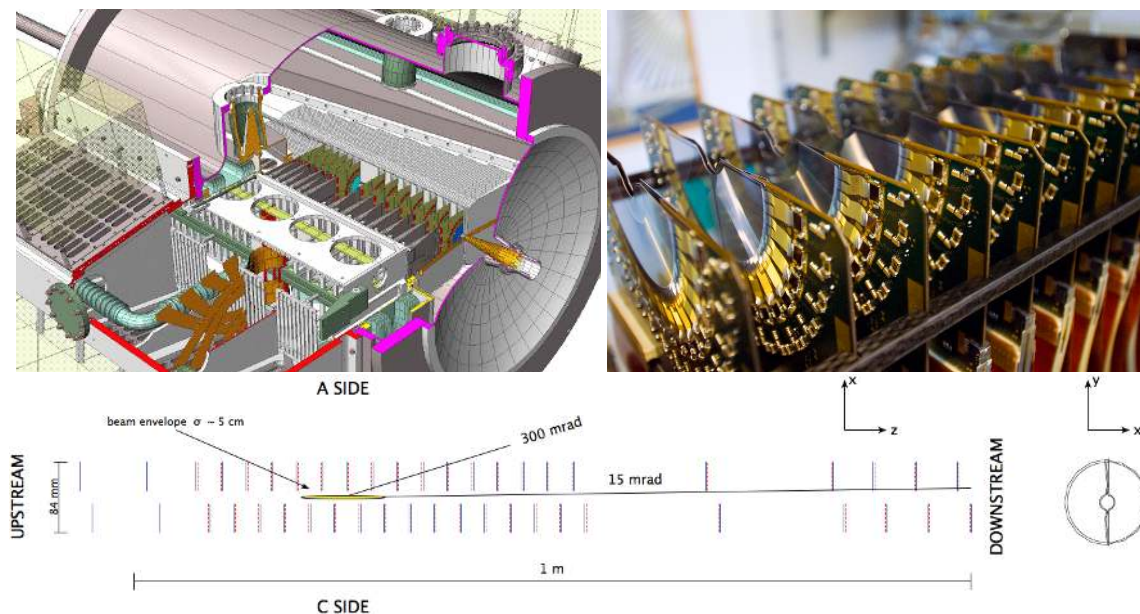 A SIDE
beam envelope σ ~ 5 cm
300 mrad
x
z
y
x
UPSTREAM
84 mm
15 mrad
DOWNSTREAM
1 m
C SIDE